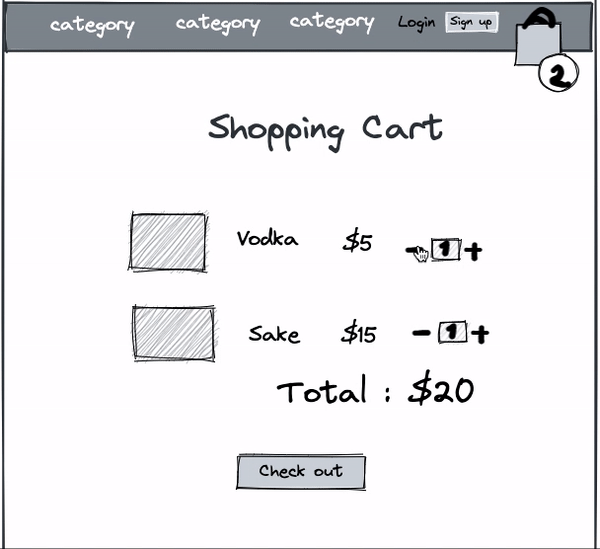 category category category Login Sign up
2
Shopping Cart
Vodka $5 - 1 +
Sake $15 - 1 +
Total : $20
Check out